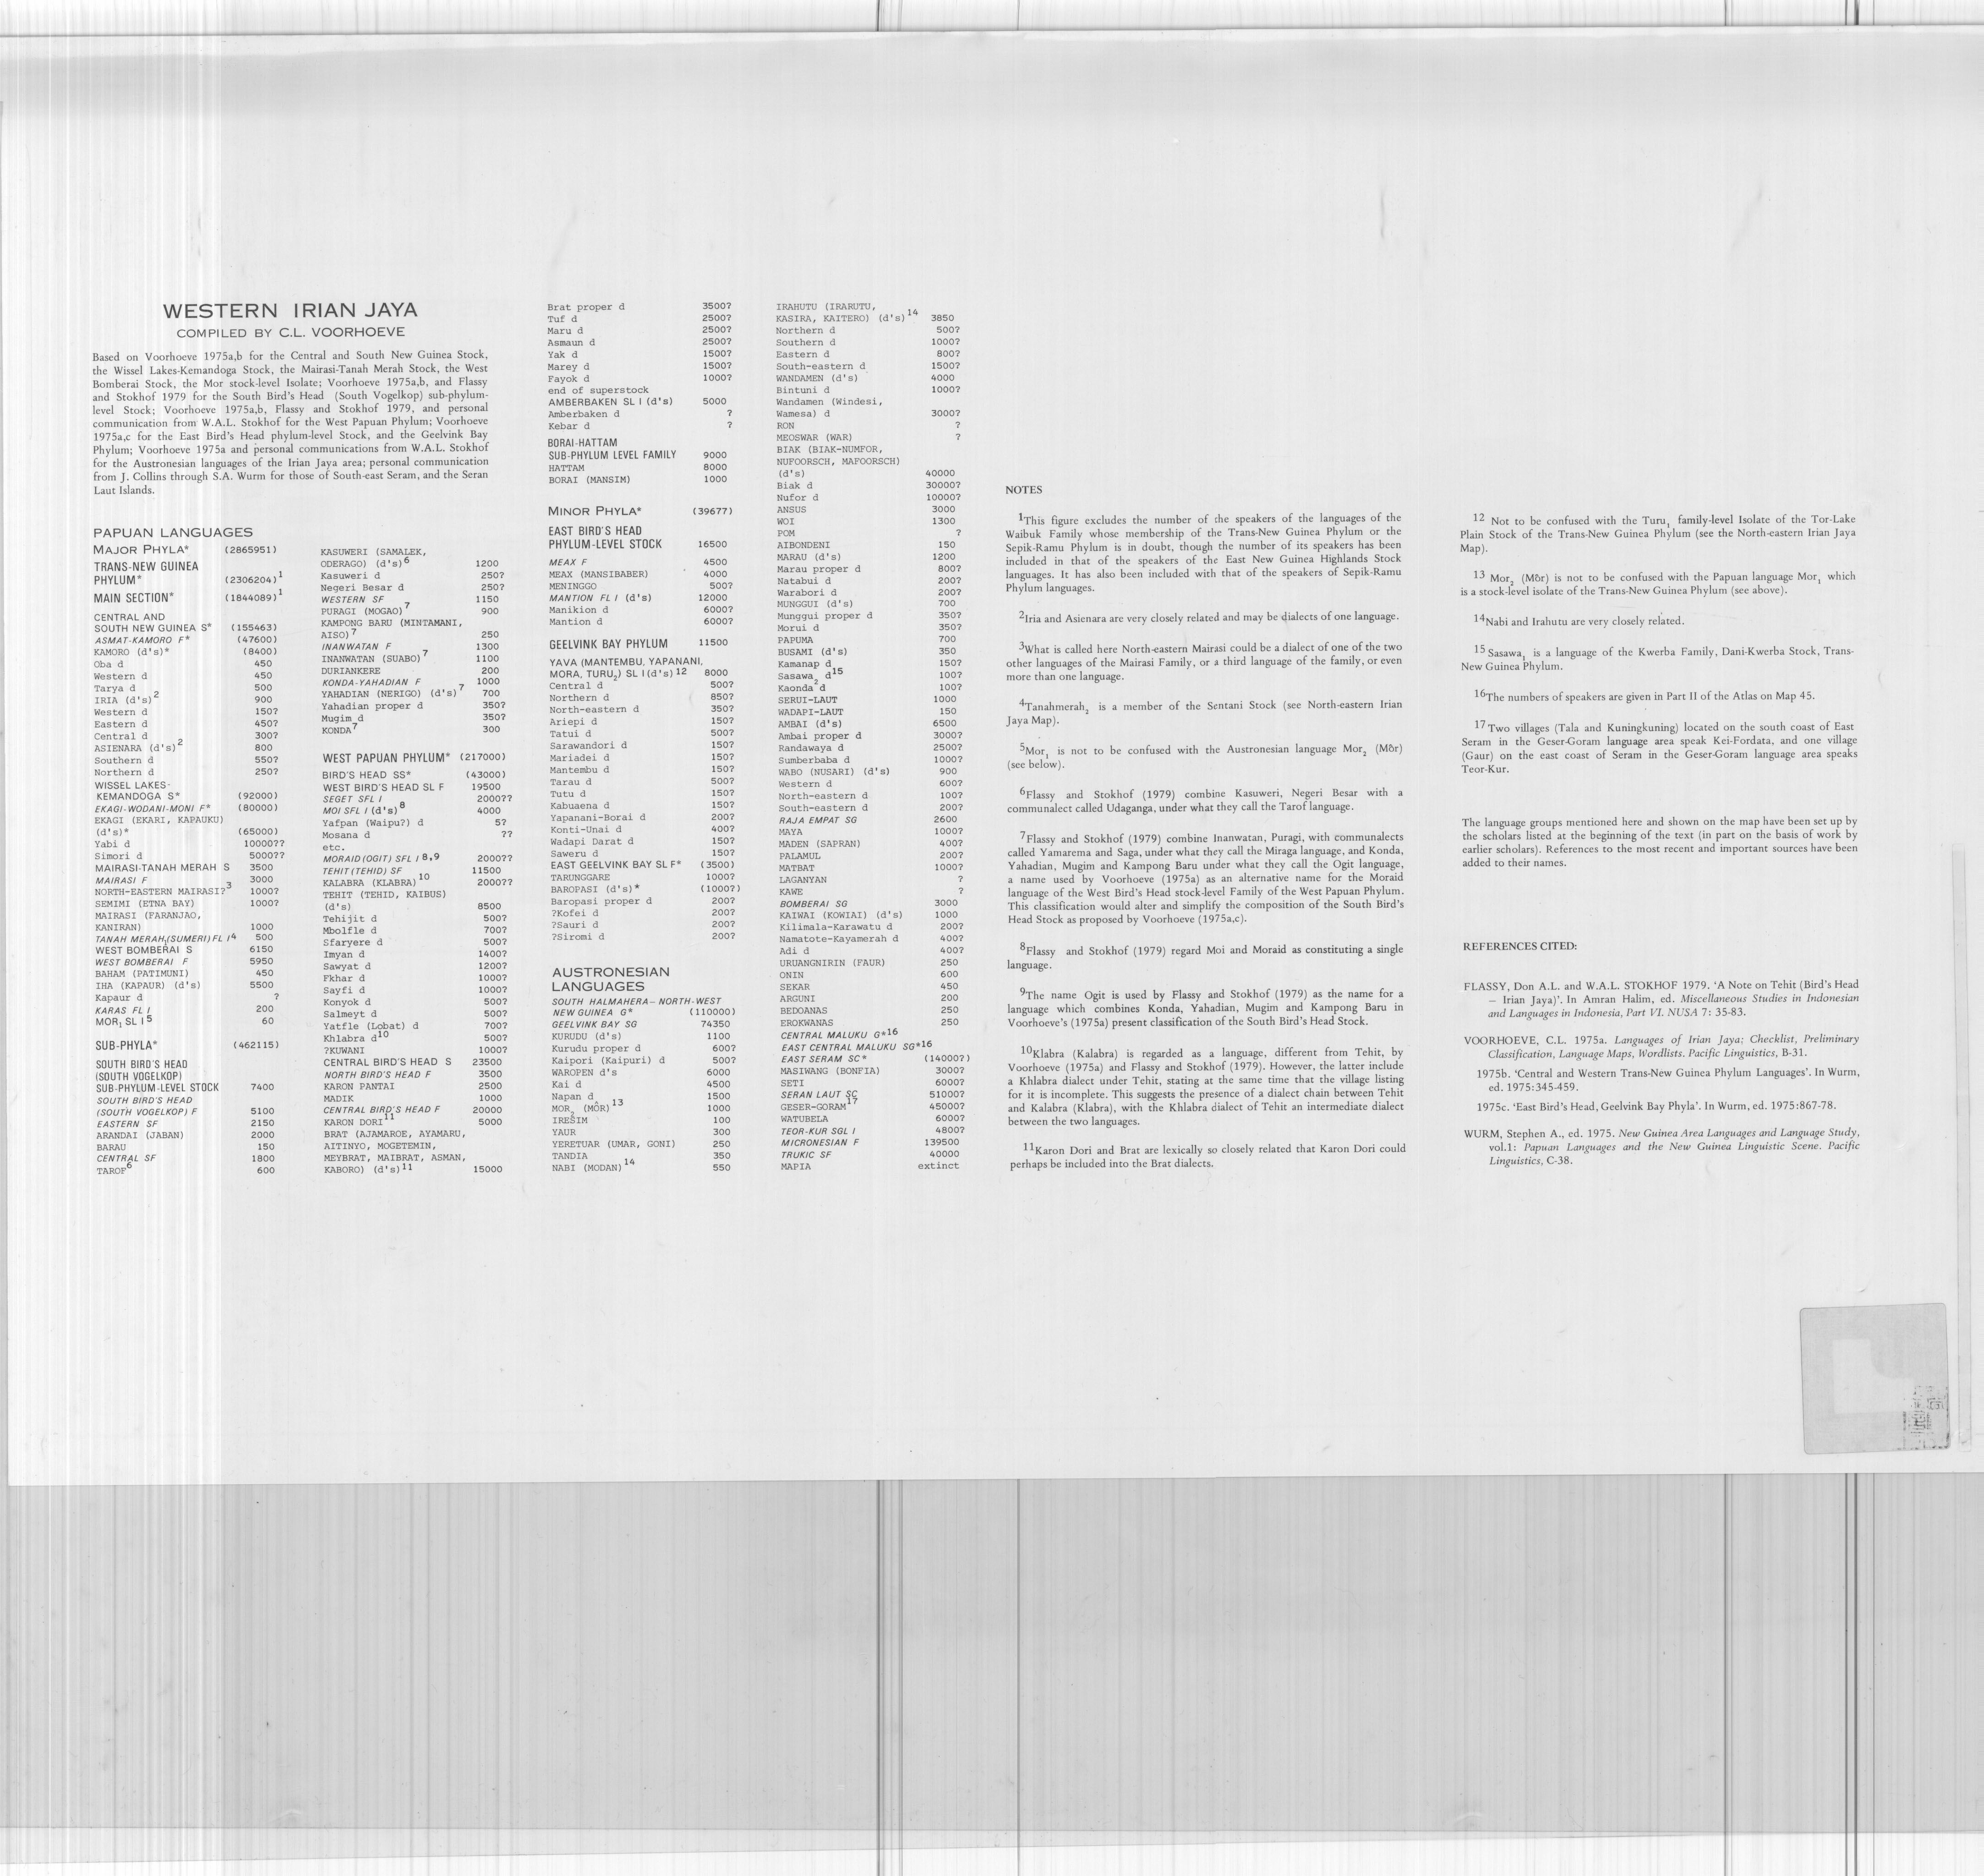 WESTERN IRIAN JAYA
COMPILED BY C.L. VOORHOEVE
Based on Voorhoeve 1975a,b for the Central and South New Guinea Stock,
the Wissel Lakes-Kemandoga Stock, the Mairasi-Tanah Merah Stock, the West
Bomberai Stock, the Mor stock-level Isolate; Voorhoeve 1975a,b, and Flassy
and Stokhof 1979 for the South Bird's Head (South Vogelkop) sub-phylum-
level Stock; Voorhoeve 1975a,b, Flassy and Stokhof 1979, and personal
communication from W.A.L. Stokhof for the West Papuan Phylum; Voorhoeve
1975a,c for the East Bird's Head phylum-level Stock, and the Geelvink Bay
Phylum; Voorhoeve 1975a and personal communications from W.A.L. Stokhof
for the Austronesian languages of the Irian Jaya area; personal communication
from J. Collins through S.A. Wurm for those of South-east Seram, and the Seran
Laut Islands.
PAPUAN LANGUAGES
MAJOR PHYLA* (2865951)
TRANS-NEW GUINEA
PHYLUM* (2306204)1
MAIN SECTION* (1844089)1
CENTRAL AND
SOUTH NEW GUINEA S* (155463)
ASMAT-KAMORO F* (47600)
KAMORO (d's)* (8400)
Oba d 450
Western d 450
Tarya d 500
IRIA (d's)2 900
Western d 150?
Eastern d 450?
Central d 300?
ASIENARA (d's)2 800
Southern d 550?
Northern d 250?
WISSEL LAKES-
KEMANDOGA S* (92000)
EKAGI-WODANI-MONI F* (80000)
EKAGI (EKARI, KAPAUKU)
(d's)* (65000)
Yabi d 10000??
Simori d 5000??
MAIRASI-TANAH MERAH S 3500
MAIRASI F 3000
NORTH-EASTERN MAIRASI?3 1000?
SEMIMI (ETNA BAY) 1000?
MAIRASI (FARANJAO,
KANIRAN) 1000
TANAH MERAH2(SUMERI) FL I4 500
WEST BOMBERAI S 6150
WEST BOMBERAI F 5950
BAHAM (PATIMUNI) 450
IHA (KAPAUR) (d's) 5500
Kapaur d ?
KARAS FL I 200
MOR1 SL I5 60
SUB-PHYLA* (462115)
SOUTH BIRD'S HEAD
(SOUTH VOGELKOP)
SUB-PHYLUM-LEVEL STOCK 7400
SOUTH BIRD'S HEAD
(SOUTH VOGELKOP) F 5100
EASTERN SF 2150
ARANDAI (JABAN) 2000
BARAU 150
CENTRAL SF 1800
TAROF6 600
KASUWERI (SAMALEK,
ODERAGO) (d's)6 1200
Kasuweri d 250?
Negeri Besar d 250?
WESTERN SF 1150
PURAGI (MOGAO)7 900
KAMPONG BARU (MINTAMANI,
AISO)7 250
INANWATAN F 1300
INANWATAN (SUABO)7 1100
DURIANKERE 200
KONDA-YAHADIAN F 1000
YAHADIAN (NERIGO) (d's)7 700
Yahadian proper d 350?
Mugim d 350?
KONDA7 300
WEST PAPUAN PHYLUM* (217000)
BIRD'S HEAD SS* (43000)
WEST BIRD'S HEAD SL F 19500
SEGET SFL I 2000??
MOI SFL I (d's)8 4000
Yafpan (Waipu?) d 5?
Mosana d ??
etc.
MORAID (OGIT) SFL I 8,9 2000??
TEHIT (TEHID) SF 11500
KALABRA (KLABRA)10 2000??
TEHIT (TEHID, KAIBUS)
(d's) 8500
Tehijit d 500?
Mbolfle d 700?
Sfaryere d 500?
Imyan d 1400?
Sawyat d 1200?
Fkhar d 1000?
Sayfi d 1000?
Konyok d 500?
Salmeyt d 500?
Yatfle (Lobat) d 700?
Khlabra d10 500?
?KUWANI 1000?
CENTRAL BIRD'S HEAD S 23500
NORTH BIRD'S HEAD F 3500
KARON PANTAI 2500
MADIK 1000
CENTRAL BIRD'S HEAD F 20000
KARON DORI11 5000
BRAT (AJAMAROE, AYAMARU,
AITINYO, MOGETEMIN,
MEYBRAT, MAIBRAT, ASMAN,
KABORO) (d's)11 15000
Brat proper d 3500?
Tuf d 2500?
Maru d 2500?
Asmaun d 2500?
Yak d 1500?
Marey d 1500?
Fayok d 1000?
end of superstock
AMBERBAKEN SL I (d's) 5000
Amberbaken d ?
Kebar d ?
BORAI-HATTAM
SUB-PHYLUM LEVEL FAMILY 9000
HATTAM 8000
BORAI (MANSIM) 1000
MINOR PHYLA* (39677)
EAST BIRD'S HEAD
PHYLUM-LEVEL STOCK 16500
MEAX F 4500
MEAX (MANSIBABER) 4000
MENINGGO 500?
MANTION FL I (d's) 12000
Manikion d 6000?
Mantion d 6000?
GEELVINK BAY PHYLUM 11500
YAVA (MANTEMBU, YAPANANI,
MORA, TURU2) SL I (d's)12 8000
Central d 500?
Northern d 850?
North-eastern d 350?
Ariepi d 150?
Tatui d 500?
Sarawandori d 150?
Mariadei d 150?
Mantembu d 150?
Tarau d 500?
Tutu d 150?
Kabuaena d 150?
Yapanani-Borai d 200?
Konti-Unai d 400?
Wadapi Darat d 150?
Saweru d 150?
EAST GEELVINK BAY SL F* (3500)
TARUNGGARE 1000?
BAROPASI (d's)* (1000?)
Baropasi proper d 200?
?Kofei d 200?
?Sauri d 200?
?Siromi d 200?
AUSTRONESIAN
LANGUAGES
SOUTH HALMAHERA— NORTH-WEST
NEW GUINEA G* (110000)
GEELVINK BAY SG 74350
KURUDU (d's) 1100
Kurudu proper d 600?
Kaipori (Kaipuri) d 500?
WAROPEN d's 6000
Kai d 4500
Napan d 1500
MOR2 (MÔR)13 1000
IRESIM 100
YAUR 300
YERETUAR (UMAR, GONI) 250
TANDIA 350
NABI (MODAN)14 550
IRAHUTU (IRARUTU,
KASIRA, KAITERO) (d's)14 3850
Northern d 500?
Southern d 1000?
Eastern d 800?
South-eastern d 1500?
WANDAMEN (d's) 4000
Bintuni d 1000?
Wandamen (Windesi,
Wamesa) d 3000?
RON ?
MEOSWAR (WAR) ?
BIAK (BIAK-NUMFOR,
NUFOORSCH, MAFOORSCH)
(d's) 40000
Biak d 30000?
Nufor d 10000?
ANSUS 3000
WOI 1300
POM ?
AIBONDENI 150
MARAU (d's) 1200
Marau proper d 800?
Natabui d 200?
Warabori d 200?
MUNGGUI (d's) 700
Munggui proper d 350?
Morui d 350?
PAPUMA 700
BUSAMI (d's) 350
Kamanap d 150?
Sasawa2 d15 100?
Kaonda d 100?
SERUI-LAUT 1000
WADAPI-LAUT 150
AMBAI (d's) 6500
Ambai proper d 3000?
Randawaya d 2500?
Sumberbaba d 1000?
WABO (NUSARI) (d's) 900
Western d 600?
North-eastern d 100?
South-eastern d 200?
RAJA EMPAT SG 2600
MAYA 1000?
MADEN (SAPRAN) 400?
PALAMUL 200?
MATBAT 1000?
LAGANYAN ?
KAWE ?
BOMBERAI SG 3000
KAIWAI (KOWIAI) (d's) 1000
Kilimala-Karawatu d 200?
Namatote-Kayamerah d 400?
Adi d 400?
URUANGNIRIN (FAUR) 250
ONIN 600
SEKAR 450
ARGUNI 200
BEDOANAS 250
EROKWANAS 250
CENTRAL MALUKU G*16
EAST CENTRAL MALUKU SG*16
EAST SERAM SC* (14000?)
MASIWANG (BONFIA) 3000?
SETI 6000?
SERAN LAUT SC 51000?
GESER-GORAM17 45000?
WATUBELA 6000?
TEOR-KUR SGL I 4800?
MICRONESIAN F 139500
TRUKIC SF 40000
MAPIA extinct
NOTES
1This figure excludes the number of the speakers of the languages of the
Waibuk Family whose membership of the Trans-New Guinea Phylum or the
Sepik-Ramu Phylum is in doubt, though the number of its speakers has been
included in that of the speakers of the East New Guinea Highlands Stock
languages. It has also been included with that of the speakers of Sepik-Ramu
Phylum languages.
2Iria and Asienara are very closely related and may be dialects of one language.
3What is called here North-eastern Mairasi could be a dialect of one of the two
other languages of the Mairasi Family, or a third language of the family, or even
more than one language.
4Tanahmerah2 is a member of the Sentani Stock (see North-eastern Irian
Jaya Map).
5Mor1 is not to be confused with the Austronesian language Mor2 (Môr)
(see below).
6Flassy and Stokhof (1979) combine Kasuweri, Negeri Besar with a
communalect called Udaganga, under what they call the Tarof language.
7Flassy and Stokhof (1979) combine Inanwatan, Puragi, with communalects
called Yamarema and Saga, under what they call the Miraga language, and Konda,
Yahadian, Mugim and Kampong Baru under what they call the Ogit language,
a name used by Voorhoeve (1975a) as an alternative name for the Moraid
language of the West Bird's Head stock-level Family of the West Papuan Phylum.
This classification would alter and simplify the composition of the South Bird's
Head Stock as proposed by Voorhoeve (1975a,c).
8Flassy and Stokhof (1979) regard Moi and Moraid as constituting a single
language.
9The name Ogit is used by Flassy and Stokhof (1979) as the name for a
language which combines Konda, Yahadian, Mugim and Kampong Baru in
Voorhoeve's (1975a) present classification of the South Bird's Head Stock.
10Klabra (Kalabra) is regarded as a language, different from Tehit, by
Voorhoeve (1975a) and Flassy and Stokhof (1979). However, the latter include
a Khlabra dialect under Tehit, stating at the same time that the village listing
for it is incomplete. This suggests the presence of a dialect chain between Tehit
and Kalabra (Klabra), with the Khlabra dialect of Tehit an intermediate dialect
between the two languages.
11Karon Dori and Brat are lexically so closely related that Karon Dori could
perhaps be included into the Brat dialects.
12 Not to be confused with the Turu1 family-level Isolate of the Tor-Lake
Plain Stock of the Trans-New Guinea Phylum (see the North-eastern Irian Jaya
Map).
13 Mor2 (Môr) is not to be confused with the Papuan language Mor1 which
is a stock-level isolate of the Trans-New Guinea Phylum (see above).
14Nabi and Irahutu are very closely related.
15 Sasawa1 is a language of the Kwerba Family, Dani-Kwerba Stock, Trans-
New Guinea Phylum.
16The numbers of speakers are given in Part II of the Atlas on Map 45.
17 Two villages (Tala and Kuningkuning) located on the south coast of East
Seram in the Geser-Goram language area speak Kei-Fordata, and one village
(Gaur) on the east coast of Seram in the Geser-Goram language area speaks
Teor-Kur.
The language groups mentioned here and shown on the map have been set up by
the scholars listed at the beginning of the text (in part on the basis of work by
earlier scholars). References to the most recent and important sources have been
added to their names.
REFERENCES CITED:
FLASSY, Don A.L. and W.A.L. STOKHOF 1979. 'A Note on Tehit (Bird's Head
— Irian Jaya)'. In Amran Halim, ed. Miscellaneous Studies in Indonesian
and Languages in Indonesia, Part VI. NUSA 7: 35-83.
VOORHOEVE, C.L. 1975a. Languages of Irian Jaya: Checklist, Preliminary
Classification, Language Maps, Wordlists. Pacific Linguistics, B-31.
1975b. 'Central and Western Trans-New Guinea Phylum Languages'. In Wurm,
ed. 1975:345-459.
1975c. 'East Bird's Head, Geelvink Bay Phyla'. In Wurm, ed. 1975:867-78.
WURM, Stephen A., ed. 1975. New Guinea Area Languages and Language Study,
vol.1: Papuan Languages and the New Guinea Linguistic Scene. Pacific
Linguistics, C-38.